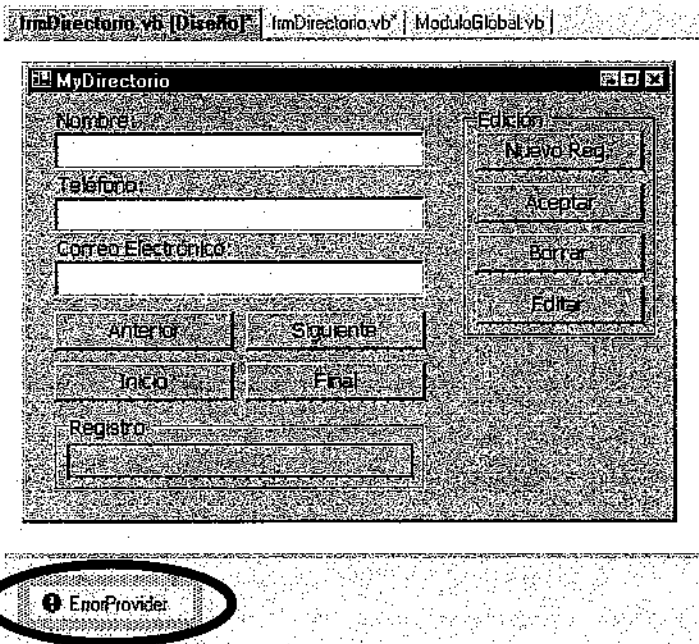 frmDirectorio.vb [Diseño]* frmDirectorio.vb* ModuloGlobal.vb
MyDirectorio
Nombre:
Teléfono:
Correo Electrónico:
Edición
Nuevo Reg.
Aceptar
Borrar
Editar
Anterior Siguiente
Inicio Final
Registro
ErrorProvider